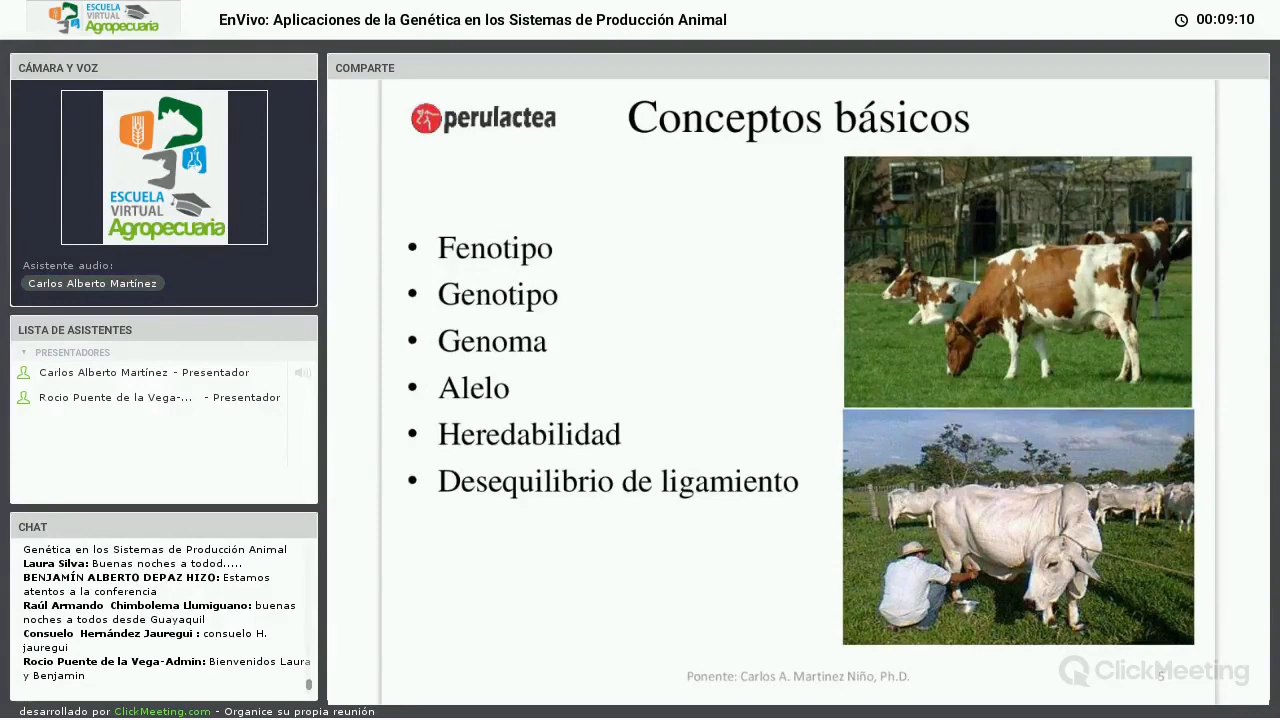 ESCUELA
VIRTUAL
Agropecuaria
EnVivo: Aplicaciones de la Genética en los Sistemas de Producción Animal
00:09:10
CÁMARA Y VOZ
ESCUELA
VIRTUAL
Agropecuaria
Asistente audio:
Carlos Alberto Martínez
LISTA DE ASISTENTES
PRESENTADORES
Carlos Alberto Martínez - Presentador
Rocio Puente de la Vega-... - Presentador
CHAT
Genética en los Sistemas de Producción Animal
Laura Silva: Buenas noches a todod.....
BENJAMÍN ALBERTO DEPAZ HIZO: Estamos
atentos a la conferencia
Raúl Armando Chimbolema Llumiguano: buenas
noches a todos desde Guayaquil
Consuelo Hernández Jauregui : consuelo H.
jauregui
Rocio Puente de la Vega-Admin: Bienvenidos Laura
y Benjamin
COMPARTE
perulactea
Conceptos básicos
• Fenotipo
• Genotipo
• Genoma
• Alelo
• Heredabilidad
• Desequilibrio de ligamiento
Ponente: Carlos A. Martinez Niño, Ph.D.
5
ClickMeeting
desarrollado por ClickMeeting.com - Organice su propia reunión